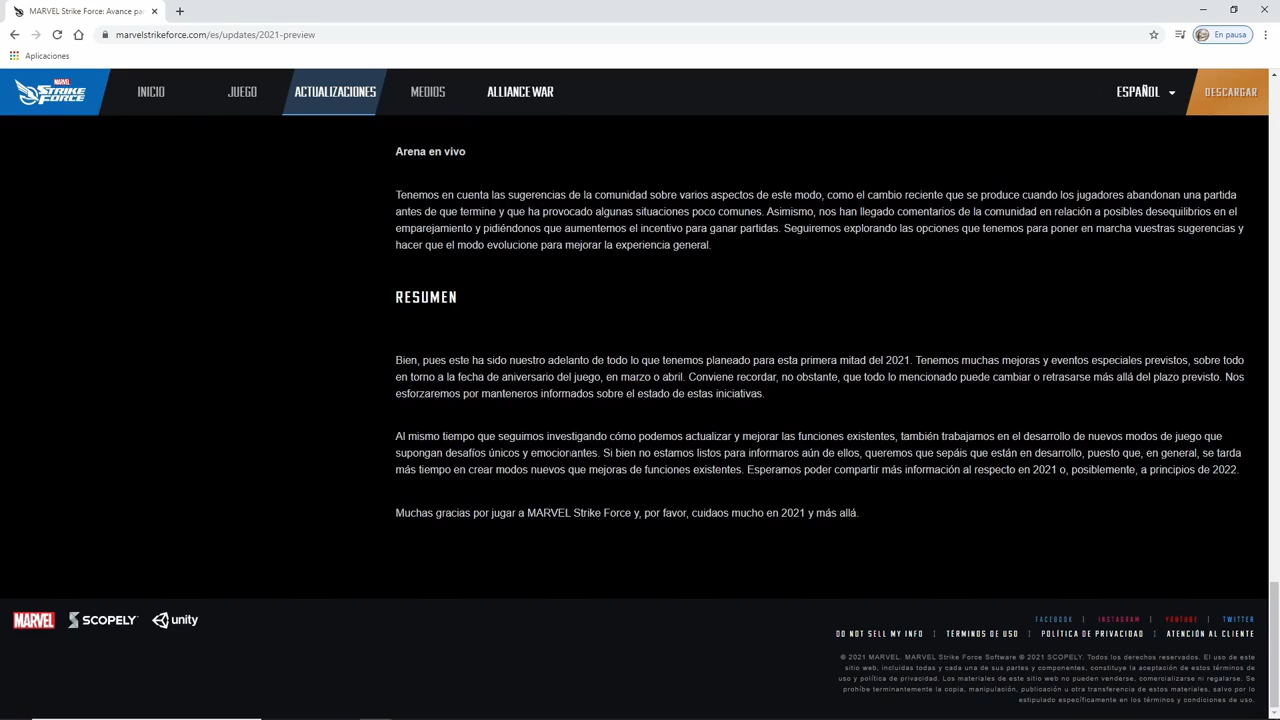 MARVEL Strike Force: Avance pa
marvelstrikeforce.com/es/updates/2021-preview
En pausa
Aplicaciones
MARVEL
STRIKE FORCE
INICIO
JUEGO
ACTUALIZACIONES
MEDIOS
ALLIANCE WAR
ESPAÑOL
DESCARGAR
Arena en vivo
Tenemos en cuenta las sugerencias de la comunidad sobre varios aspectos de este modo, como el cambio reciente que se produce cuando los jugadores abandonan una partida
antes de que termine y que ha provocado algunas situaciones poco comunes. Asimismo, nos han llegado comentarios de la comunidad en relación a posibles desequilibrios en el
emparejamiento y pidiéndonos que aumentemos el incentivo para ganar partidas. Seguiremos explorando las opciones que tenemos para poner en marcha vuestras sugerencias y
hacer que el modo evolucione para mejorar la experiencia general.
RESUMEN
Bien, pues este ha sido nuestro adelanto de todo lo que tenemos planeado para esta primera mitad del 2021. Tenemos muchas mejoras y eventos especiales previstos, sobre todo
en torno a la fecha de aniversario del juego, en marzo o abril. Conviene recordar, no obstante, que todo lo mencionado puede cambiar o retrasarse más allá del plazo previsto. Nos
esforzaremos por manteneros informados sobre el estado de estas iniciativas.
Al mismo tiempo que seguimos investigando cómo podemos actualizar y mejorar las funciones existentes, también trabajamos en el desarrollo de nuevos modos de juego que
supongan desafíos únicos y emocionantes. Si bien no estamos listos para informaros aún de ellos, queremos que sepáis que están en desarrollo, puesto que, en general, se tarda
más tiempo en crear modos nuevos que mejoras de funciones existentes. Esperamos poder compartir más información al respecto en 2021 o, posiblemente, a principios de 2022.
Muchas gracias por jugar a MARVEL Strike Force y, por favor, cuidaos mucho en 2021 y más allá.
MARVEL
SCOPELY
unity
FACEBOOK | INSTAGRAM | YOUTUBE | TWITTER
DO NOT SELL MY INFO | TÉRMINOS DE USO | POLÍTICA DE PRIVACIDAD | ATENCIÓN AL CLIENTE
© 2021 MARVEL. MARVEL Strike Force Software © 2021 SCOPELY. Todos los derechos reservados. El uso de este
sitio web, incluidas todas y cada una de sus partes y componentes, constituye la aceptación de estos términos de
uso y política de privacidad. Los materiales de este sitio web no pueden venderse, comercializarse ni regalarse. Se
prohíbe terminantemente la copia, manipulación, publicación u otra transferencia de estos materiales, salvo por lo
estipulado específicamente en los términos y condiciones de uso.